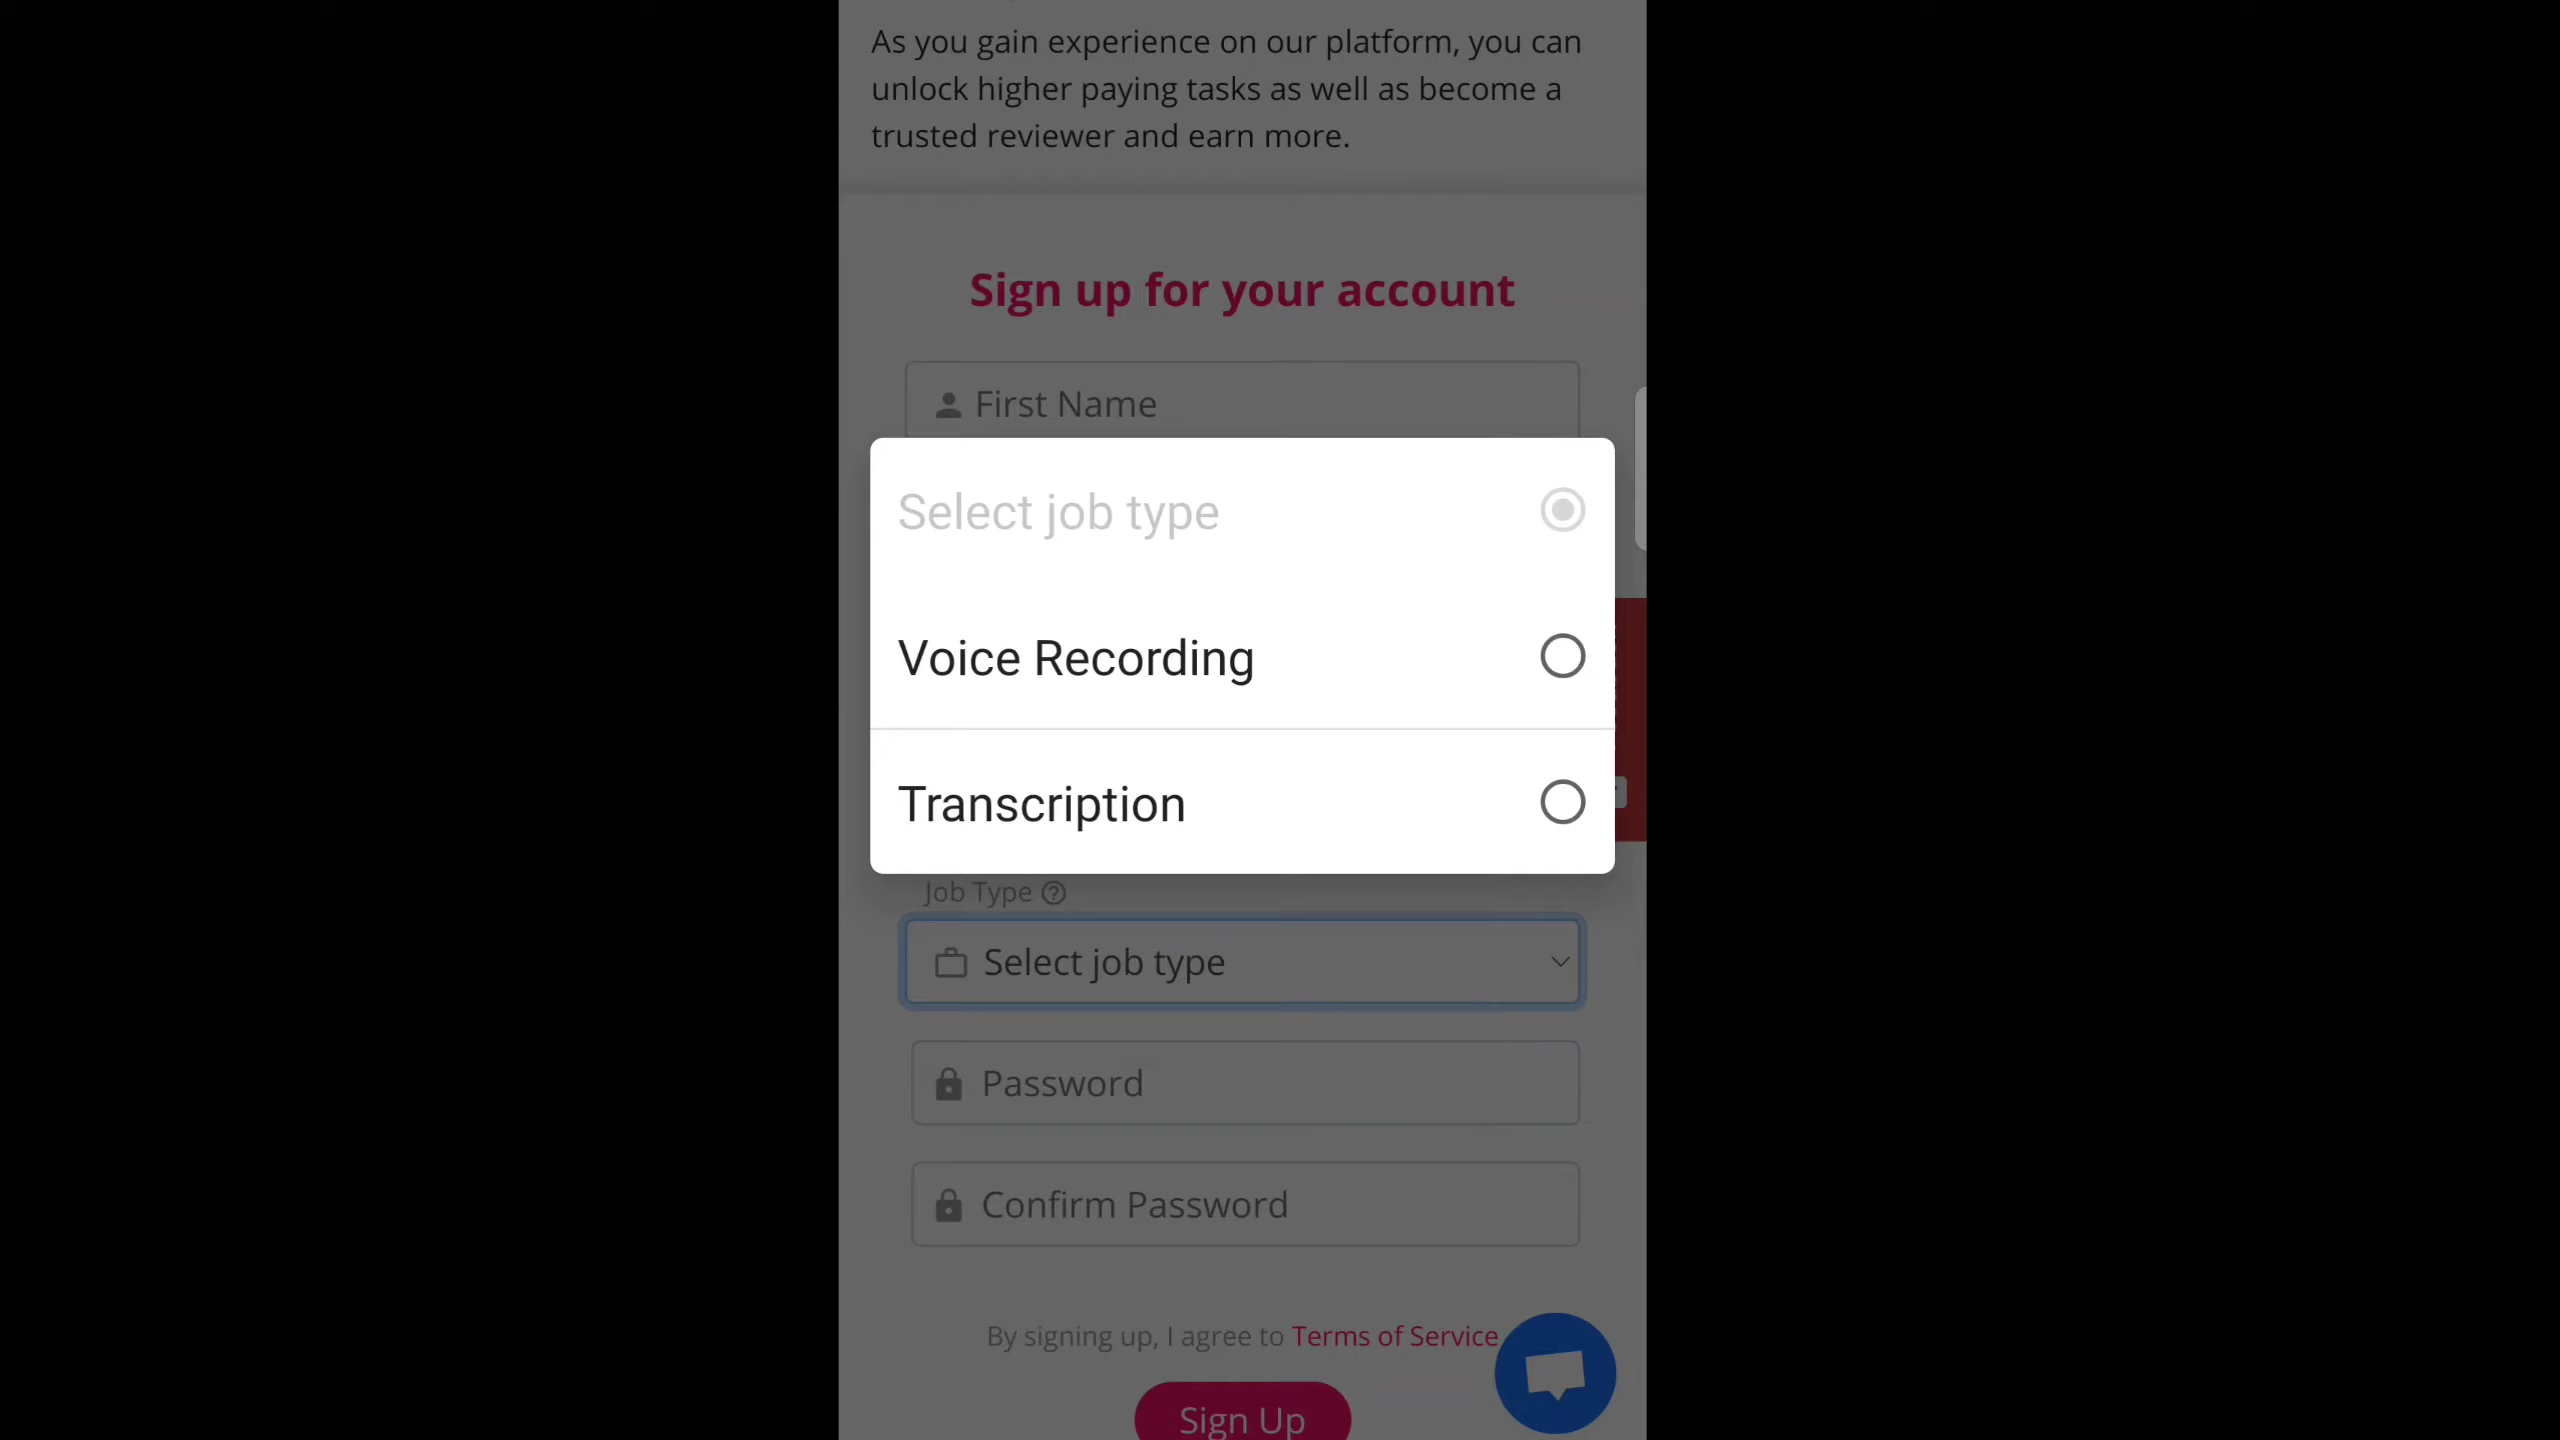 As you gain experience on our platform, you can
unlock higher paying tasks as well as become a
trusted reviewer and earn more.
Sign up for your account
First Name
Select job type
Voice Recording
Transcription
Job Type
Select job type
Password
Confirm Password
By signing up, I agree to Terms of Service
Sign Up